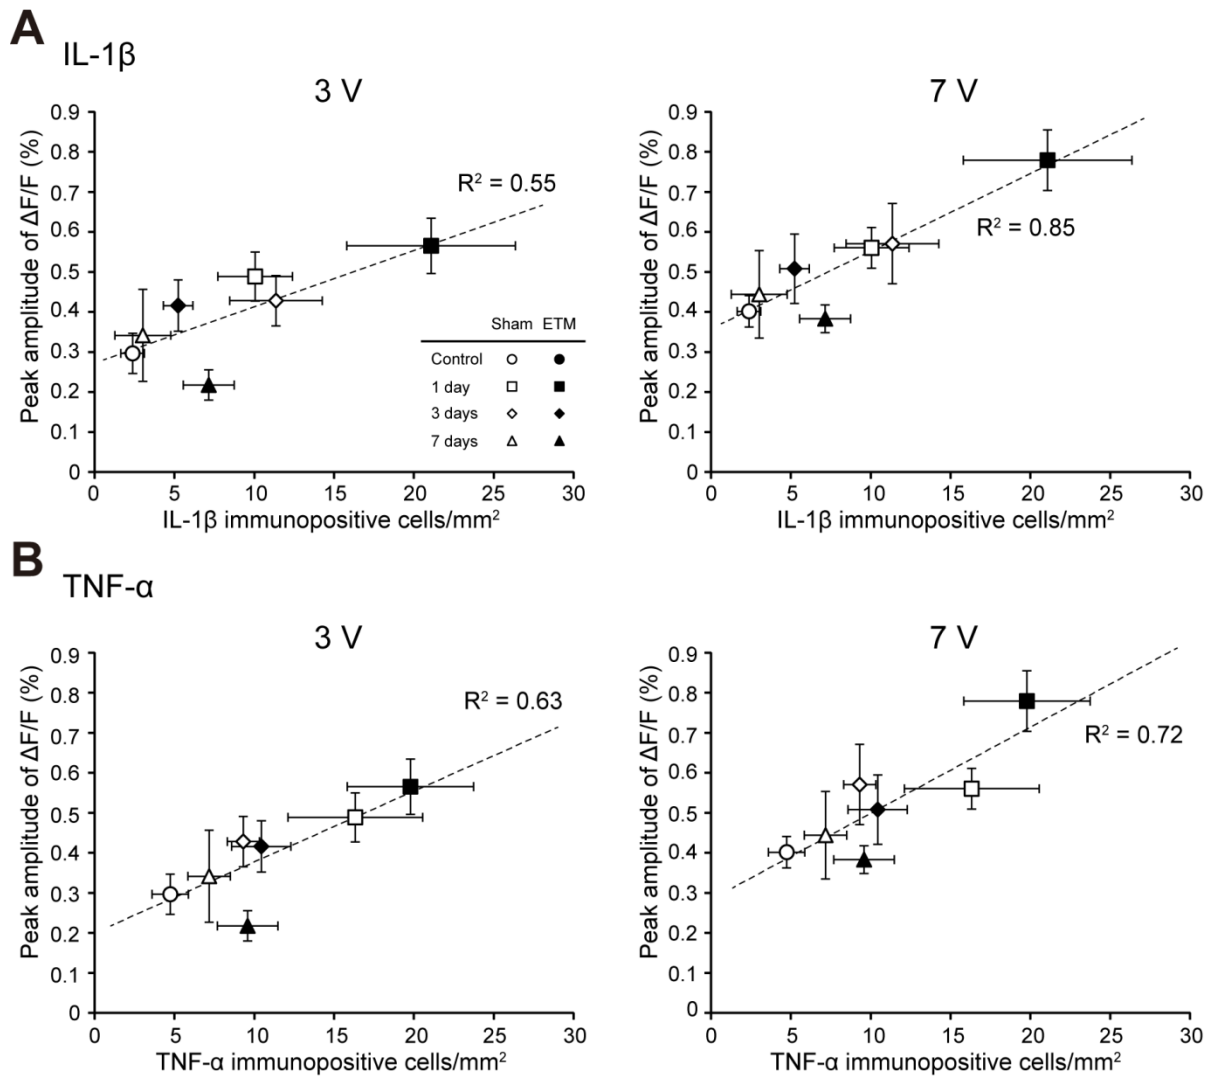 A
IL-1β
3 V
Peak amplitude of ΔF/F (%)
0.9
0.8
0.7
0.6
0.5
0.4
0.3
0.2
0.1
0
R² = 0.55
Sham ETM
Control
1 day
3 days
7 days
0 5 10 15 20 25 30
IL-1β immunopositive cells/mm²
7 V
Peak amplitude of ΔF/F (%)
0.9
0.8
0.7
0.6
0.5
0.4
0.3
0.2
0.1
0
R² = 0.85
0 5 10 15 20 25 30
IL-1β immunopositive cells/mm²
B
TNF-α
3 V
Peak amplitude of ΔF/F (%)
0.9
0.8
0.7
0.6
0.5
0.4
0.3
0.2
0.1
0
R² = 0.63
0 5 10 15 20 25 30
TNF-α immunopositive cells/mm²
7 V
Peak amplitude of ΔF/F (%)
0.9
0.8
0.7
0.6
0.5
0.4
0.3
0.2
0.1
0
R² = 0.72
0 5 10 15 20 25 30
TNF-α immunopositive cells/mm²